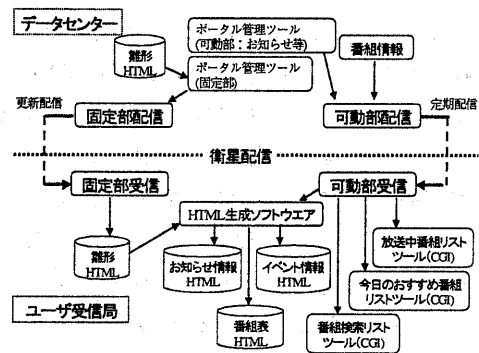 データセンター
ポータル管理ツール
(可動部：お知らせ等)
雛形
HTML
ポータル管理ツール
(固定部)
番組情報
更新配信
固定部配信
可動部配信
定期配信
衛星配信
固定部受信
可動部受信
HTML生成ソフトウエア
雛形
HTML
お知らせ情報
HTML
イベント情報
HTML
放送中番組リスト
ツール(CGI)
今日のおすすめ番組
リストツール(CGI)
ユーザ受信局
番組表
HTML
番組検索リスト
ツール(CGI)